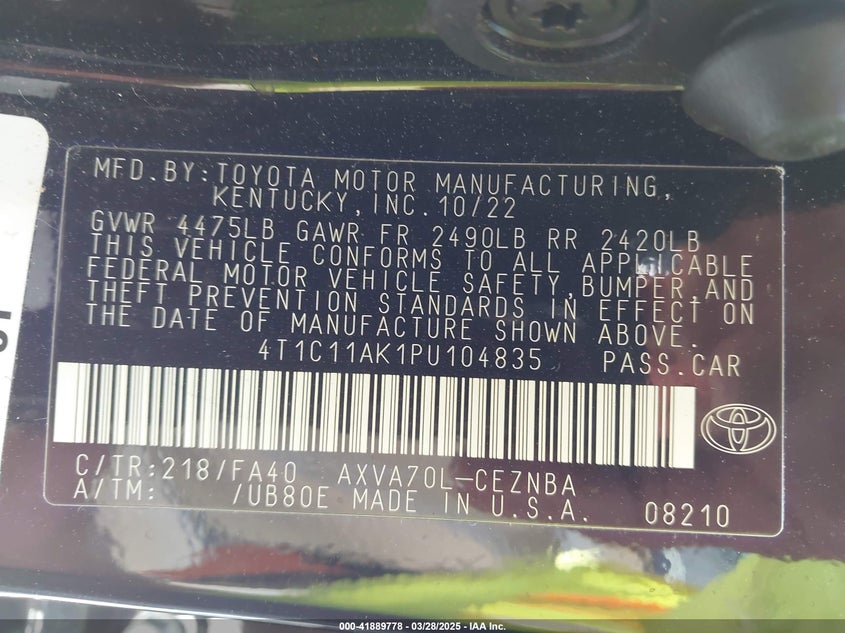 MFD.BY:TOYOTA MOTOR MANUFACTURING,
KENTUCKY,INC. 10/22
GVWR 4475LB GAWR FR 2490LB RR 2420LB
THIS VEHICLE CONFORMS TO ALL APPLICABLE
FEDERAL MOTOR VEHICLE SAFETY,BUMPER,AND
THEFT PREVENTION STANDARDS IN EFFECT ON
THE DATE OF MANUFACTURE SHOWN ABOVE.
4T1C11AK1PU104835 PASS.CAR
C/TR:218/FA40 AXVA70L-CEZNBA
A/TM: /UB80E MADE IN U.S.A. 08210
000-41889778 - 03/28/2025 - IAA Inc.